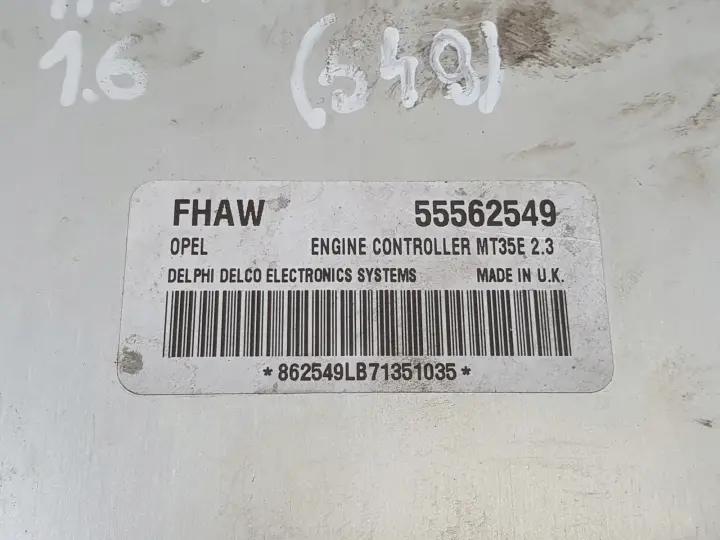 1.6 (549)
FHAW 55562549
OPEL ENGINE CONTROLLER MT35E 2.3
DELPHI DELCO ELECTRONICS SYSTEMS MADE IN U.K.
*862549LB71351035*